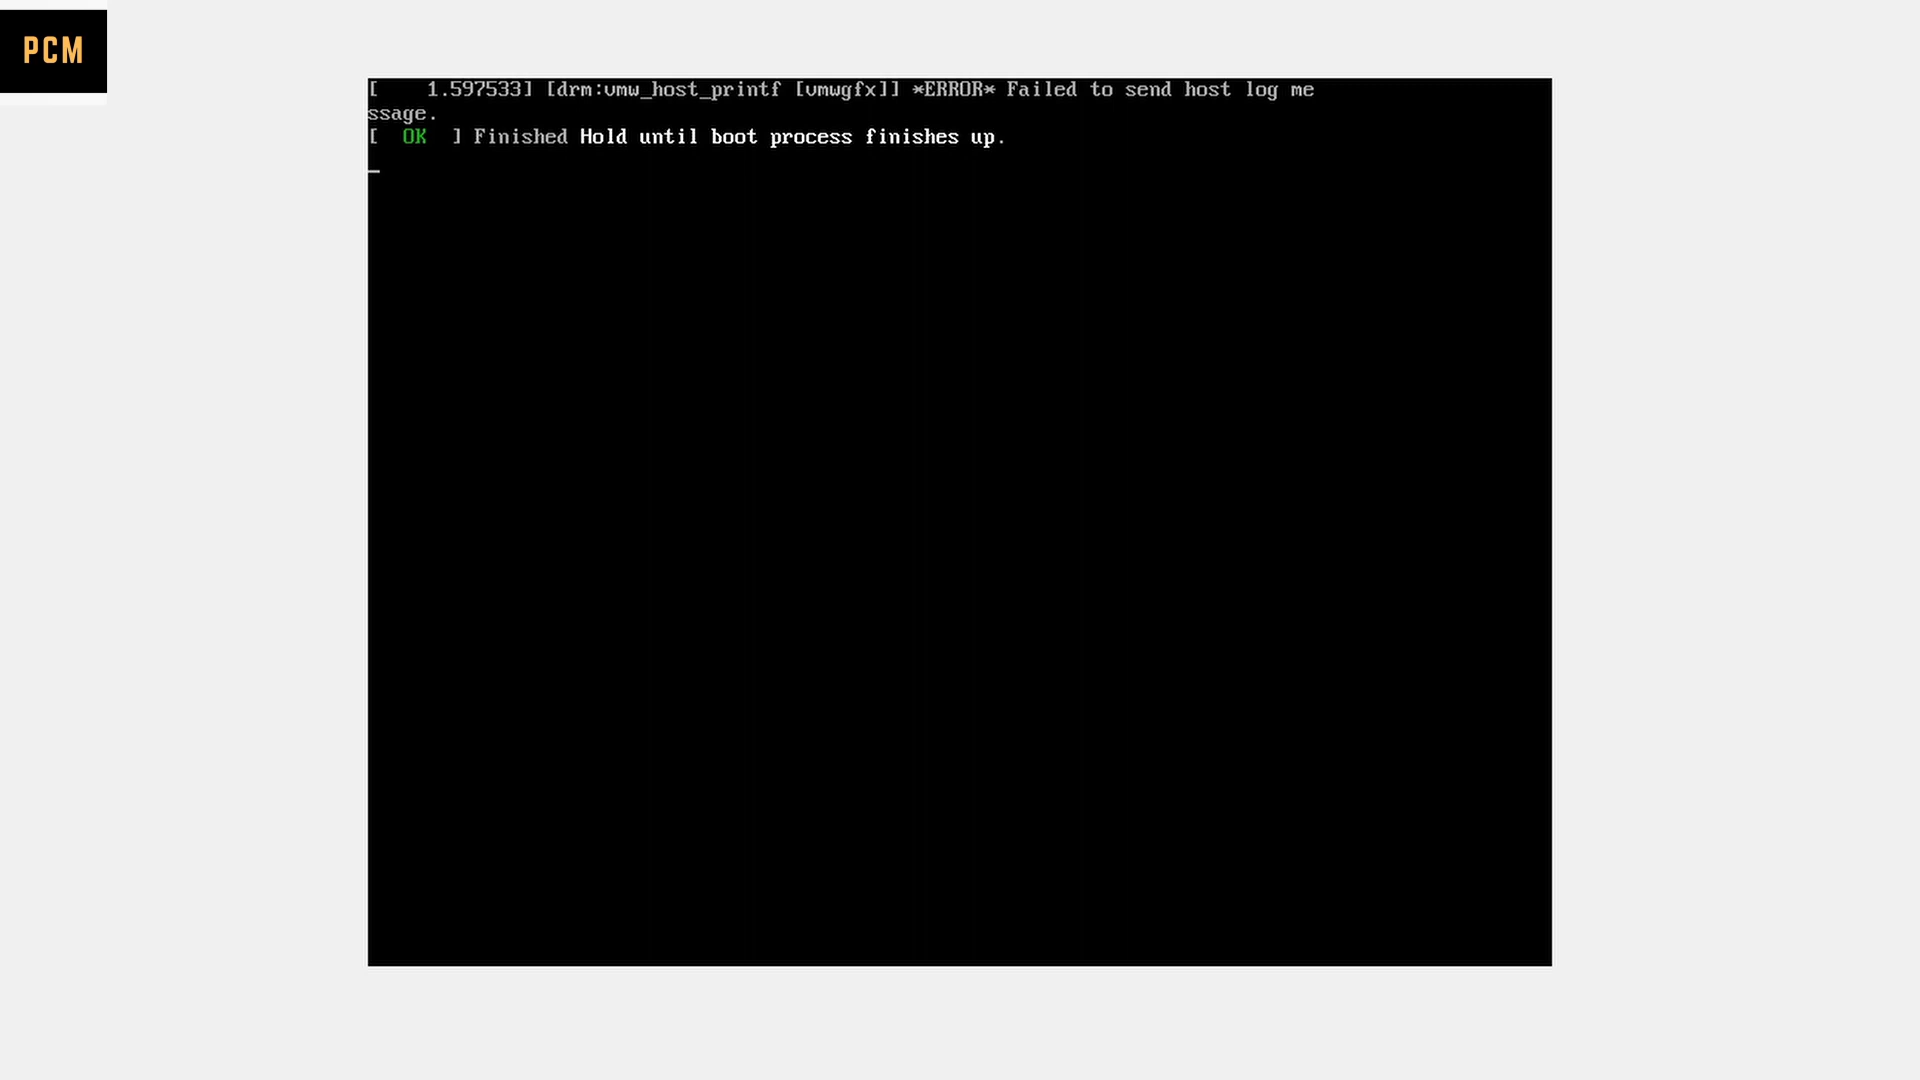 PCM
[    1.597533] [drm:vmw_host_printf [vmwgfx]] *ERROR* Failed to send host log me
ssage.
[  OK  ] Finished Hold until boot process finishes up.